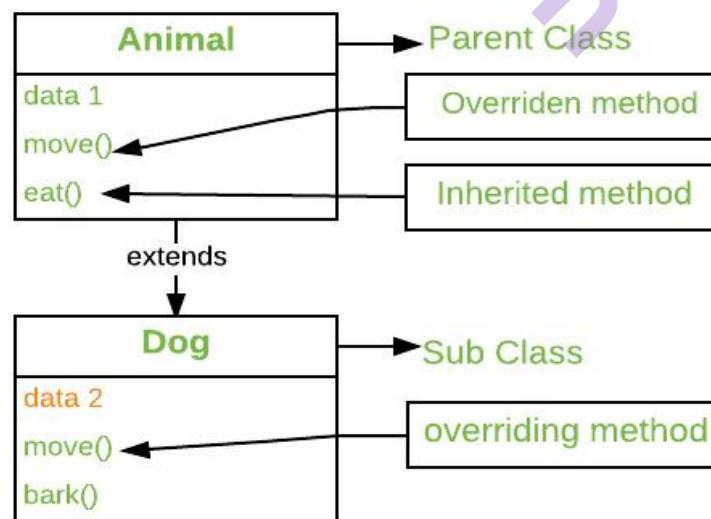 Animal
Parent Class
data 1
Overriden method
move()
eat()
Inherited method
extends
Dog
Sub Class
data 2
move()
overriding method
bark()